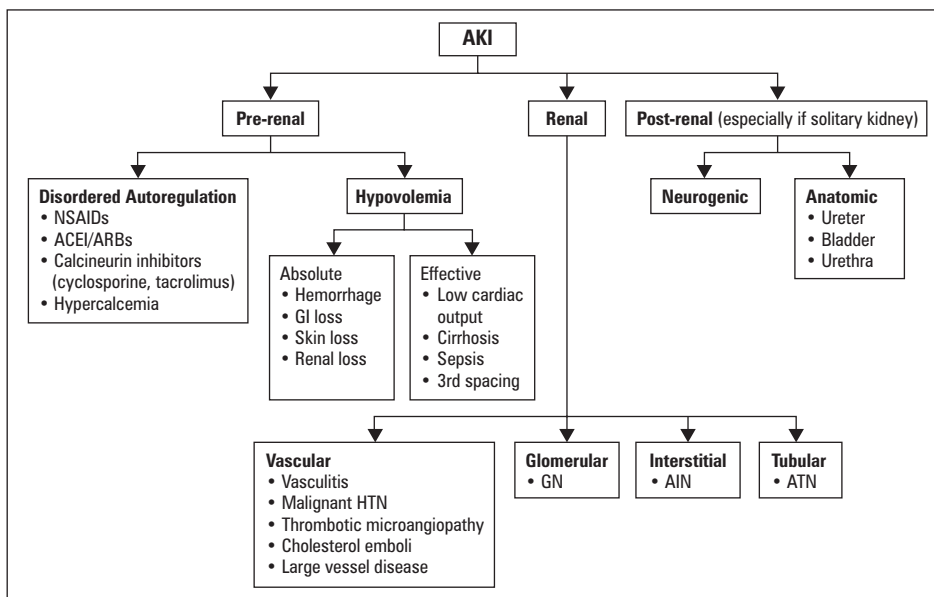 AKI
Pre-renal
Renal
Post-renal (especially if solitary kidney)
Disordered Autoregulation
• NSAIDs
• ACEI/ARBs
• Calcineurin inhibitors
(cyclosporine, tacrolimus)
• Hypercalcemia
Hypovolemia
Absolute
• Hemorrhage
• GI loss
• Skin loss
• Renal loss
Effective
• Low cardiac
output
• Cirrhosis
• Sepsis
• 3rd spacing
Neurogenic
Anatomic
• Ureter
• Bladder
• Urethra
Vascular
• Vasculitis
• Malignant HTN
• Thrombotic microangiopathy
• Cholesterol emboli
• Large vessel disease
Glomerular
• GN
Interstitial
• AIN
Tubular
• ATN